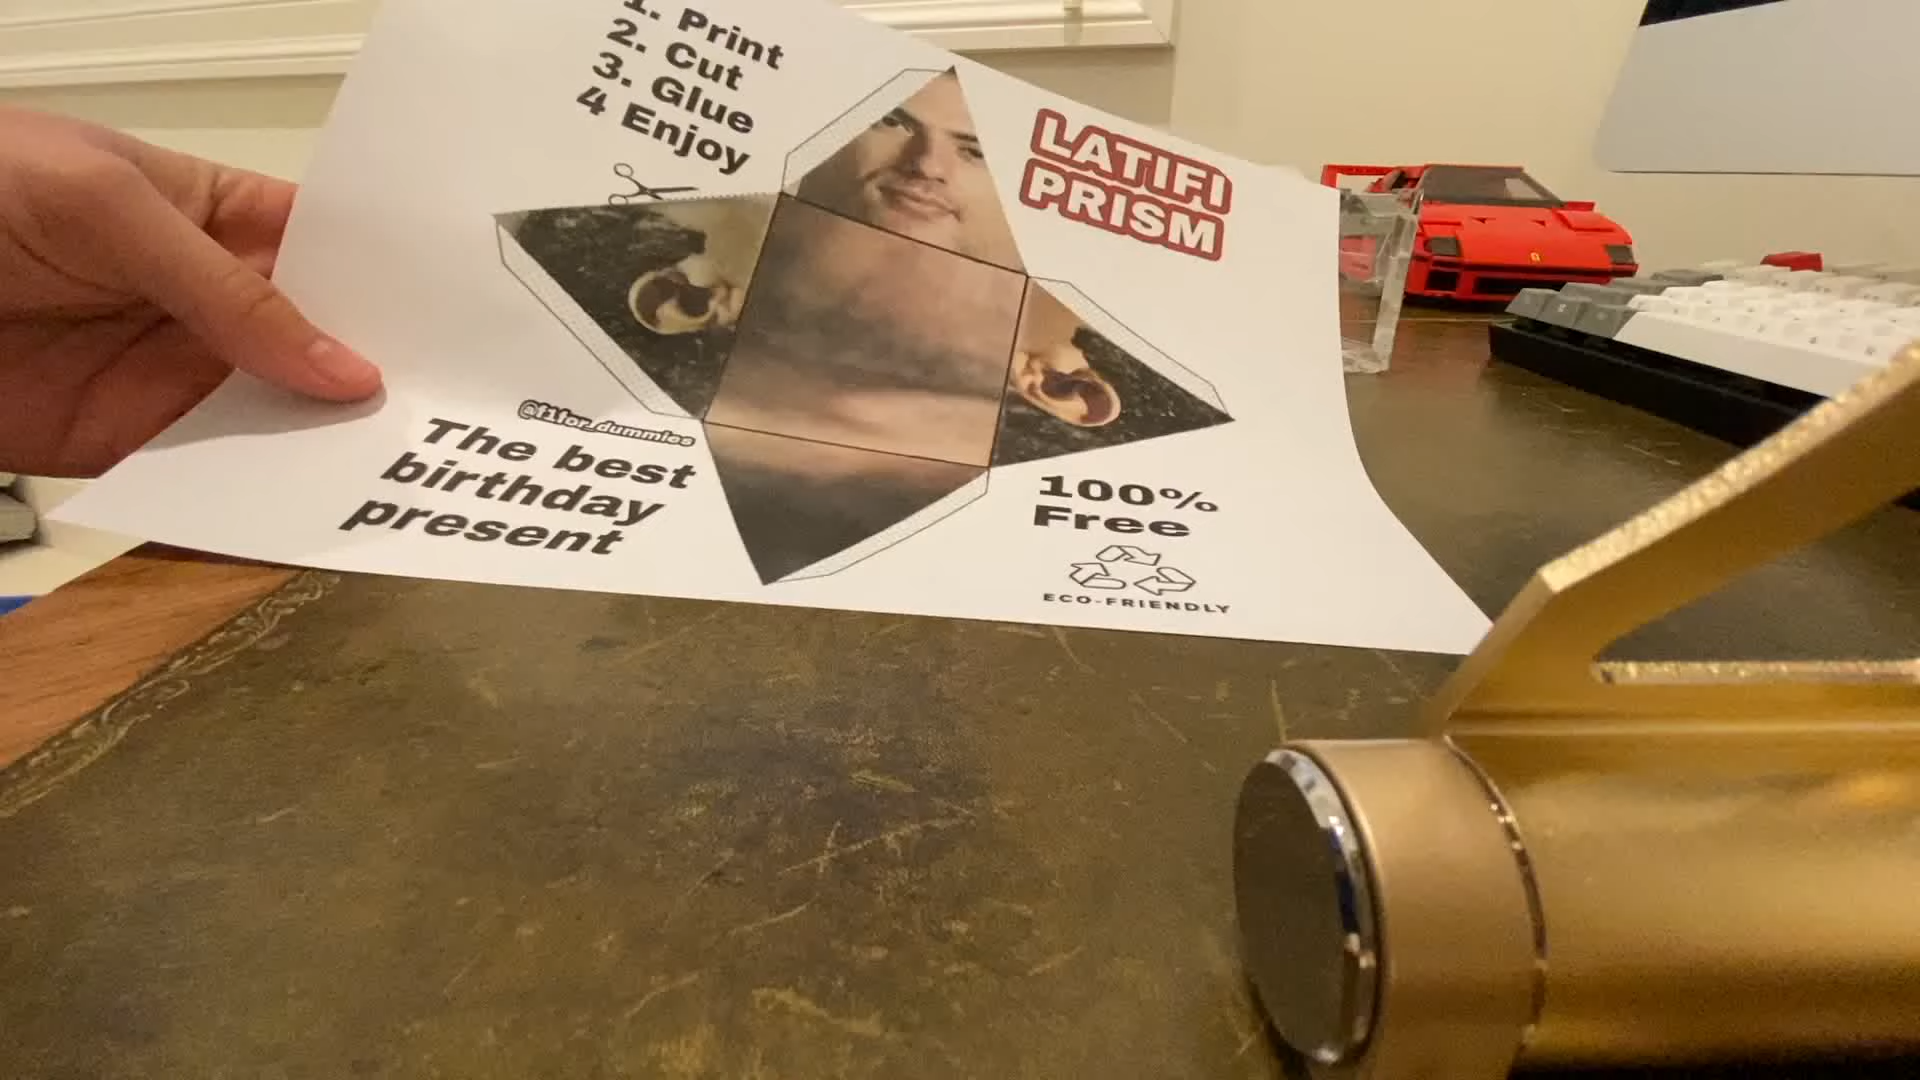 1. Print
2. Cut
3. Glue
4 Enjoy
LATIFI
PRISM
@f1for_dummies
The best
birthday
present
100%
Free
ECO-FRIENDLY